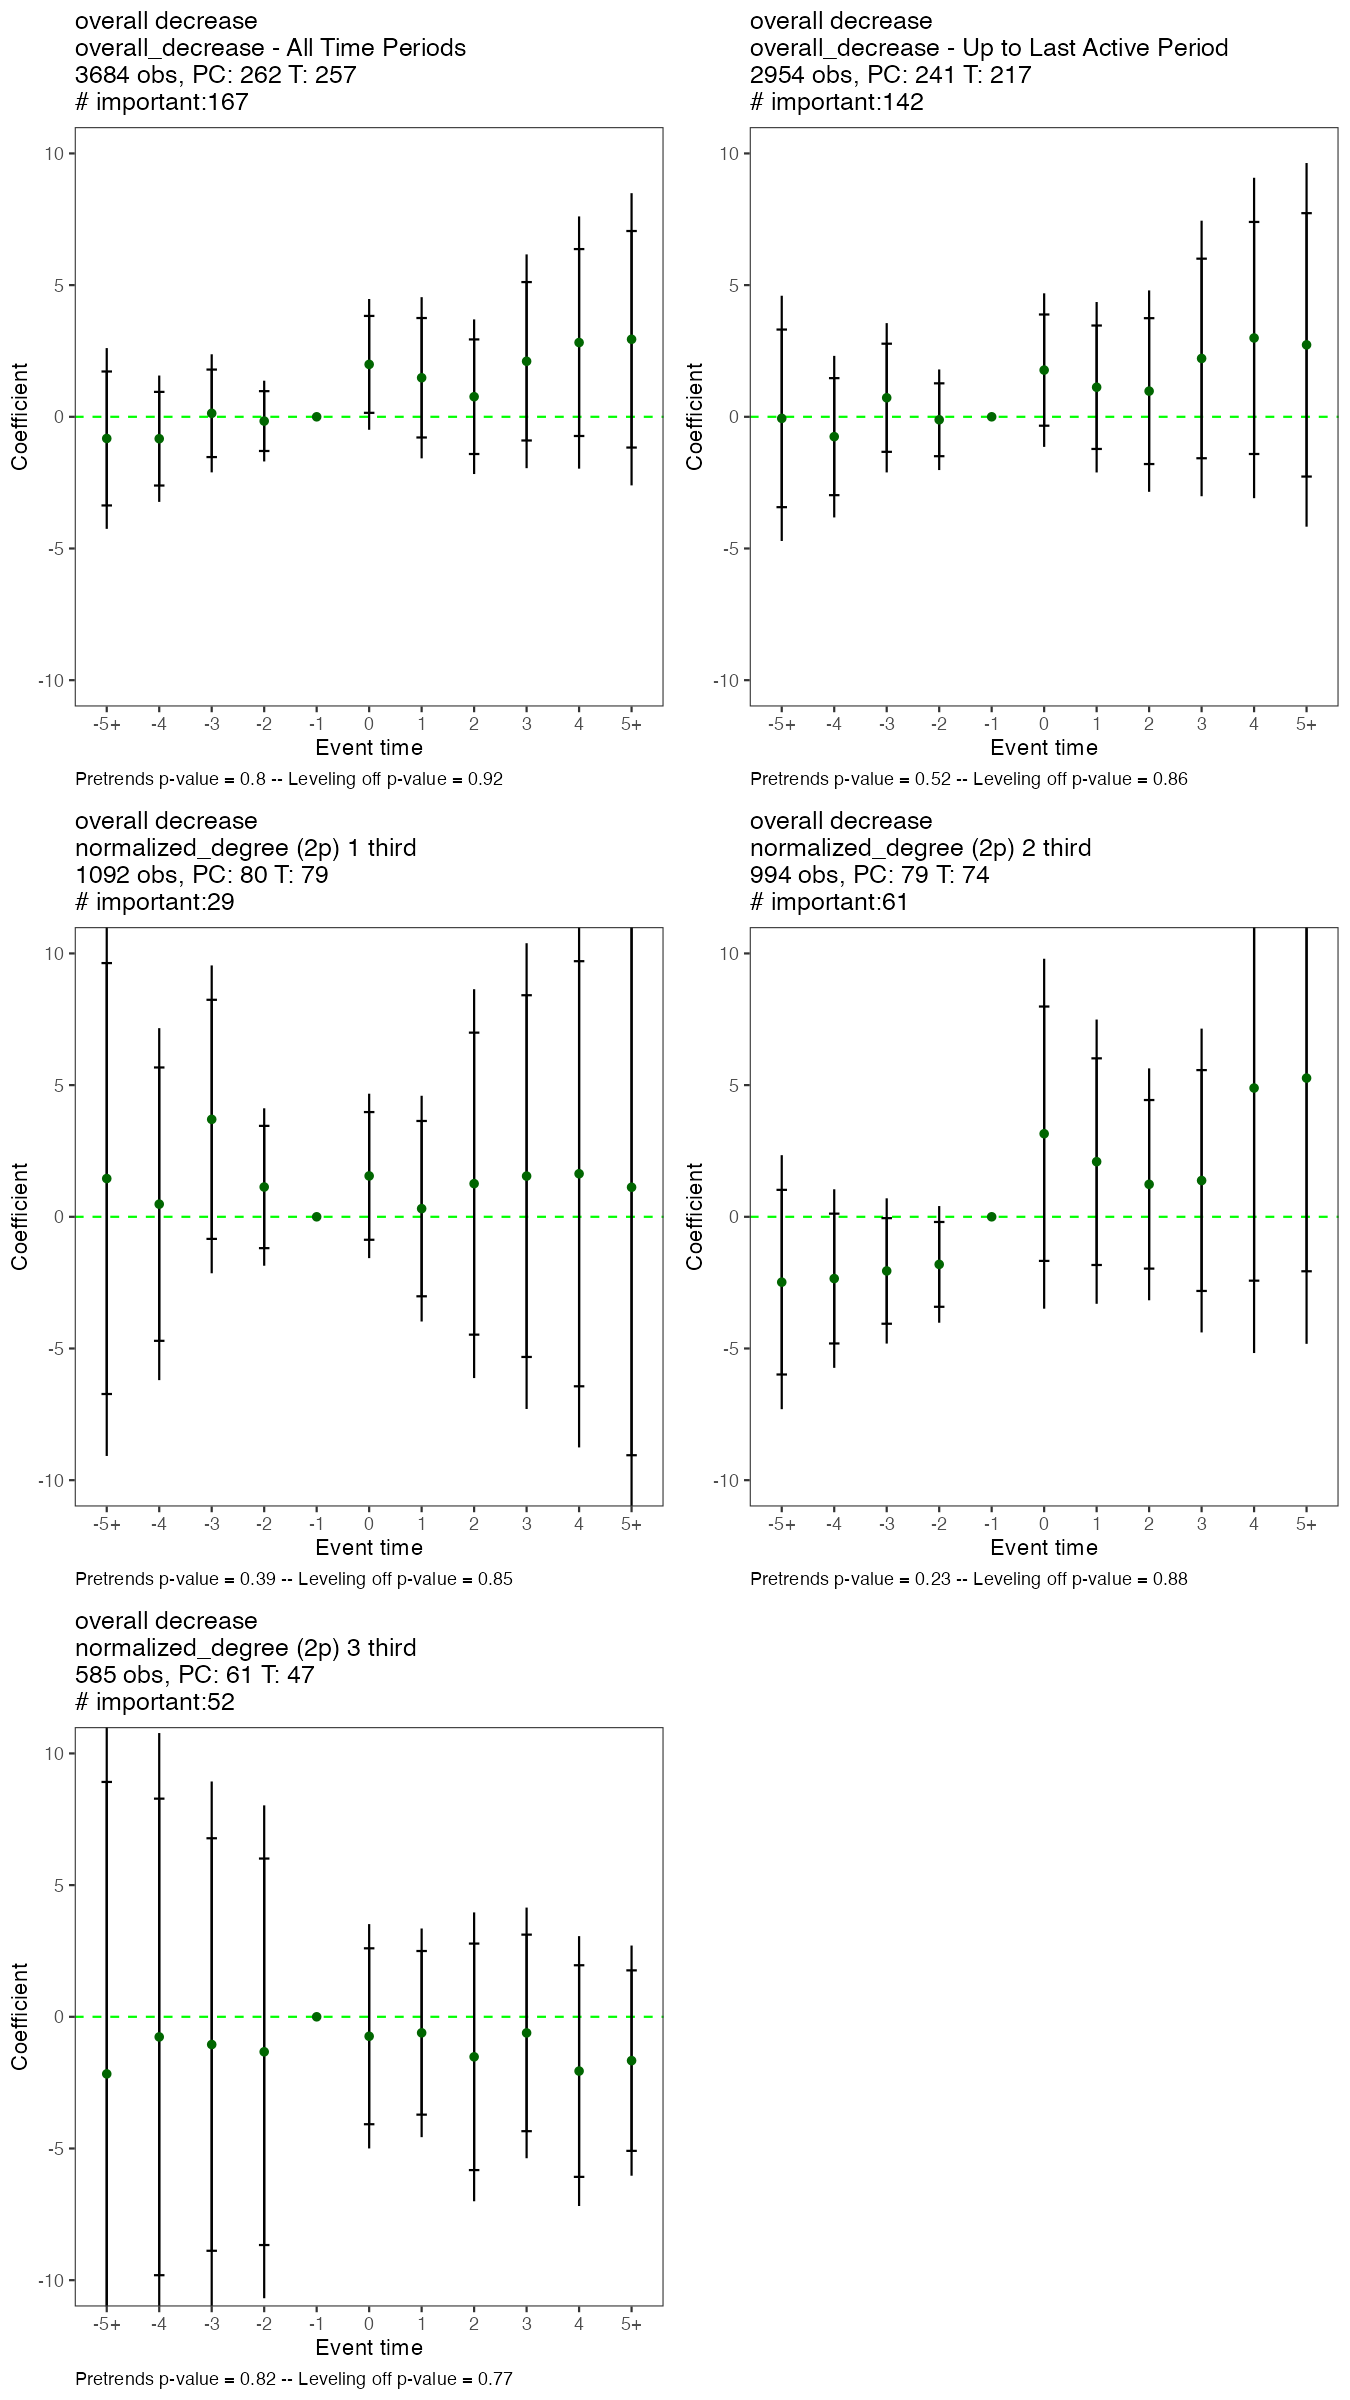 overall decrease
overall_decrease - All Time Periods
3684 obs, PC: 262 T: 257
# important:167
10
5
0
-5
-10
Coefficient
-5+ -4 -3 -2 -1 0 1 2 3 4 5+
Event time
Pretrends p-value = 0.8 -- Leveling off p-value = 0.92
overall decrease
overall_decrease - Up to Last Active Period
2954 obs, PC: 241 T: 217
# important:142
10
5
0
-5
-10
Coefficient
-5+ -4 -3 -2 -1 0 1 2 3 4 5+
Event time
Pretrends p-value = 0.52 -- Leveling off p-value = 0.86
overall decrease
normalized_degree (2p) 1 third
1092 obs, PC: 80 T: 79
# important:29
10
5
0
-5
-10
Coefficient
-5+ -4 -3 -2 -1 0 1 2 3 4 5+
Event time
Pretrends p-value = 0.39 -- Leveling off p-value = 0.85
overall decrease
normalized_degree (2p) 2 third
994 obs, PC: 79 T: 74
# important:61
10
5
0
-5
-10
Coefficient
-5+ -4 -3 -2 -1 0 1 2 3 4 5+
Event time
Pretrends p-value = 0.23 -- Leveling off p-value = 0.88
overall decrease
normalized_degree (2p) 3 third
585 obs, PC: 61 T: 47
# important:52
10
5
0
-5
-10
Coefficient
-5+ -4 -3 -2 -1 0 1 2 3 4 5+
Event time
Pretrends p-value = 0.82 -- Leveling off p-value = 0.77